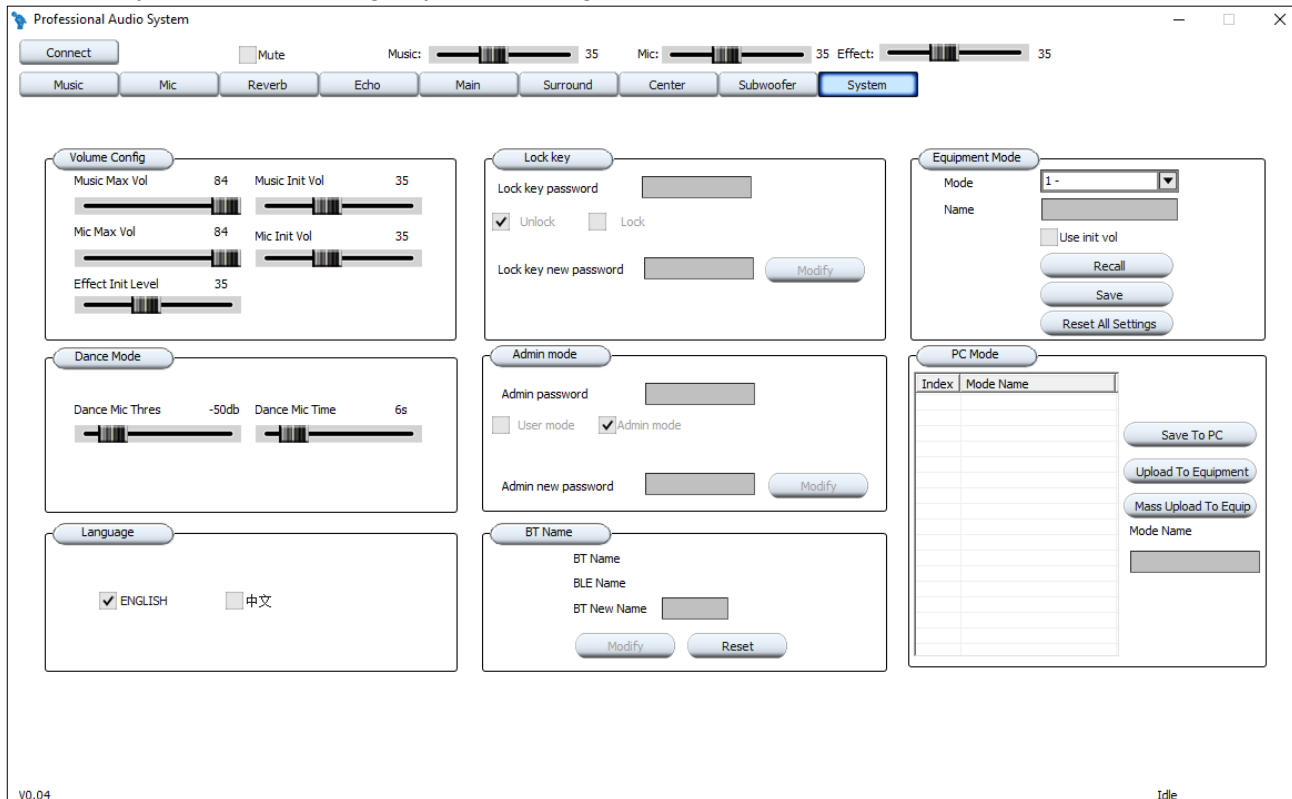 Professional Audio System
Connect Mute Music: 35 Mic: 35 Effect: 35
Music Mic Reverb Echo Main Surround Center Subwoofer System
Volume Config
Music Max Vol 84 Music Init Vol 35
Mic Max Vol 84 Mic Init Vol 35
Effect Init Level 35
Lock key
Lock key password
Unlock Lock
Lock key new password Modify
Equipment Mode
Mode 1 -
Name
Use init vol
Recall
Save
Reset All Settings
Dance Mode
Dance Mic Thres -50db Dance Mic Time 6s
Admin mode
Admin password
User mode Admin mode
Admin new password Modify
PC Mode
Index Mode Name
Save To PC
Upload To Equipment
Mass Upload To Equip
Mode Name
Language
ENGLISH 中文
BT Name
BT Name
BLE Name
BT New Name
Modify Reset
V0.04 Idle